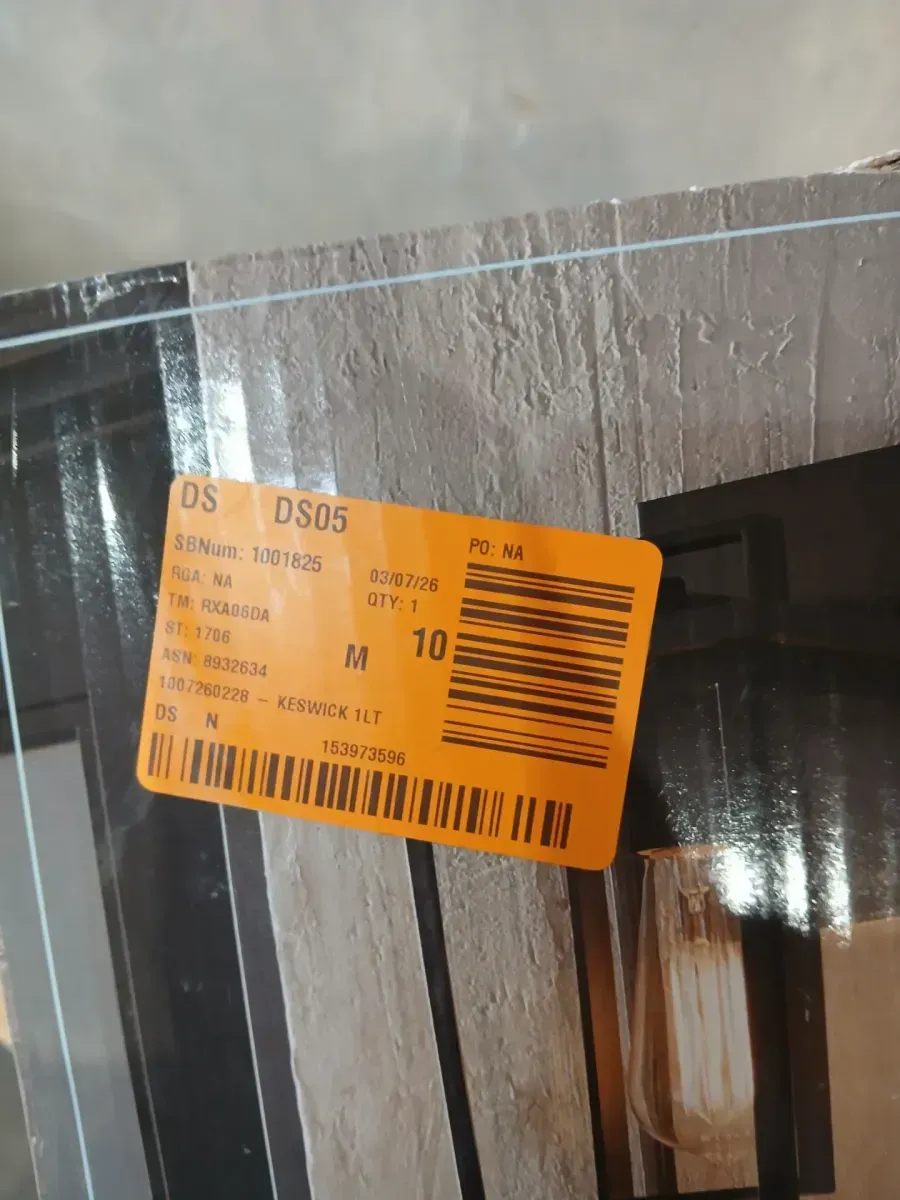 DS DS05
PO: NA
SBNum: 1001825
03/07/26
RGA: NA
QTY: 1
TM: RXA06DA
ST: 1706
M 10
ASN: 8932634
1007260228 – KESWICK 1LT
DS N
153973596